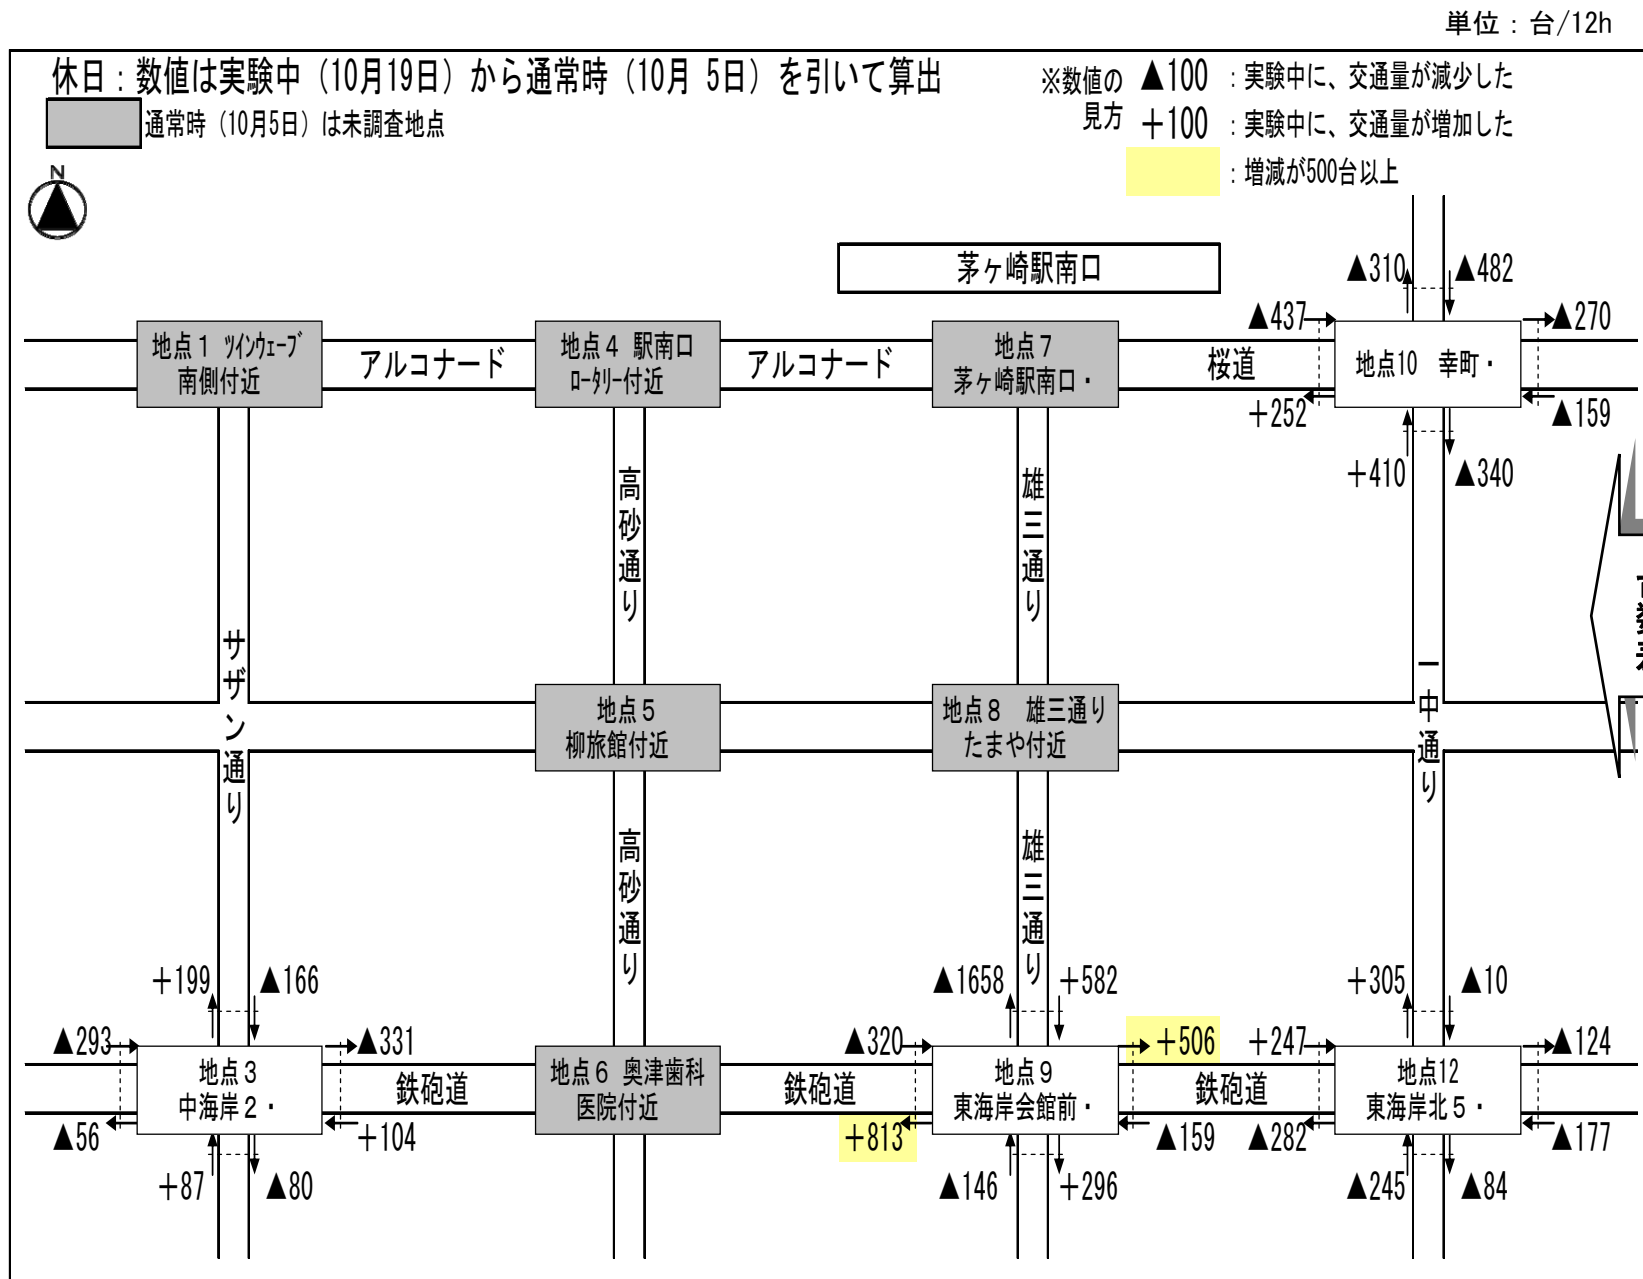 単位：台/12h
休日：数値は実験中（10月19日）から通常時（10月 5日）を引いて算出
通常時（10月5日）は未調査地点
※数値の見方
▲100 ：実験中に、交通量が減少した
＋100 ：実験中に、交通量が増加した
：増減が500台以上
N
茅ヶ崎駅南口
▲310
▲482
▲437
▲270
地点１ ﾂｲﾝｳｪｰﾌﾞ
南側付近
アルコナード
地点４ 駅南口
ﾛｰﾀﾘｰ付近
アルコナード
地点７
茅ヶ崎駅南口・
桜道
地点10 幸町・
＋252
▲159
＋410
▲340
高砂通り
雄三通り
サザン通り
一中通り
地点５
柳旅館付近
地点８ 雄三通り
たまや付近
高砂通り
雄三通り
＋199
▲166
▲1658
＋582
＋305
▲10
▲293
▲331
▲320
＋506
＋247
▲124
地点３
中海岸２・
鉄砲道
地点６ 奥津歯科
医院付近
鉄砲道
地点９
東海岸会館前・
鉄砲道
地点12
東海岸北５・
▲56
＋104
＋813
▲159
▲282
▲177
＋87
▲80
▲146
＋296
▲245
▲84